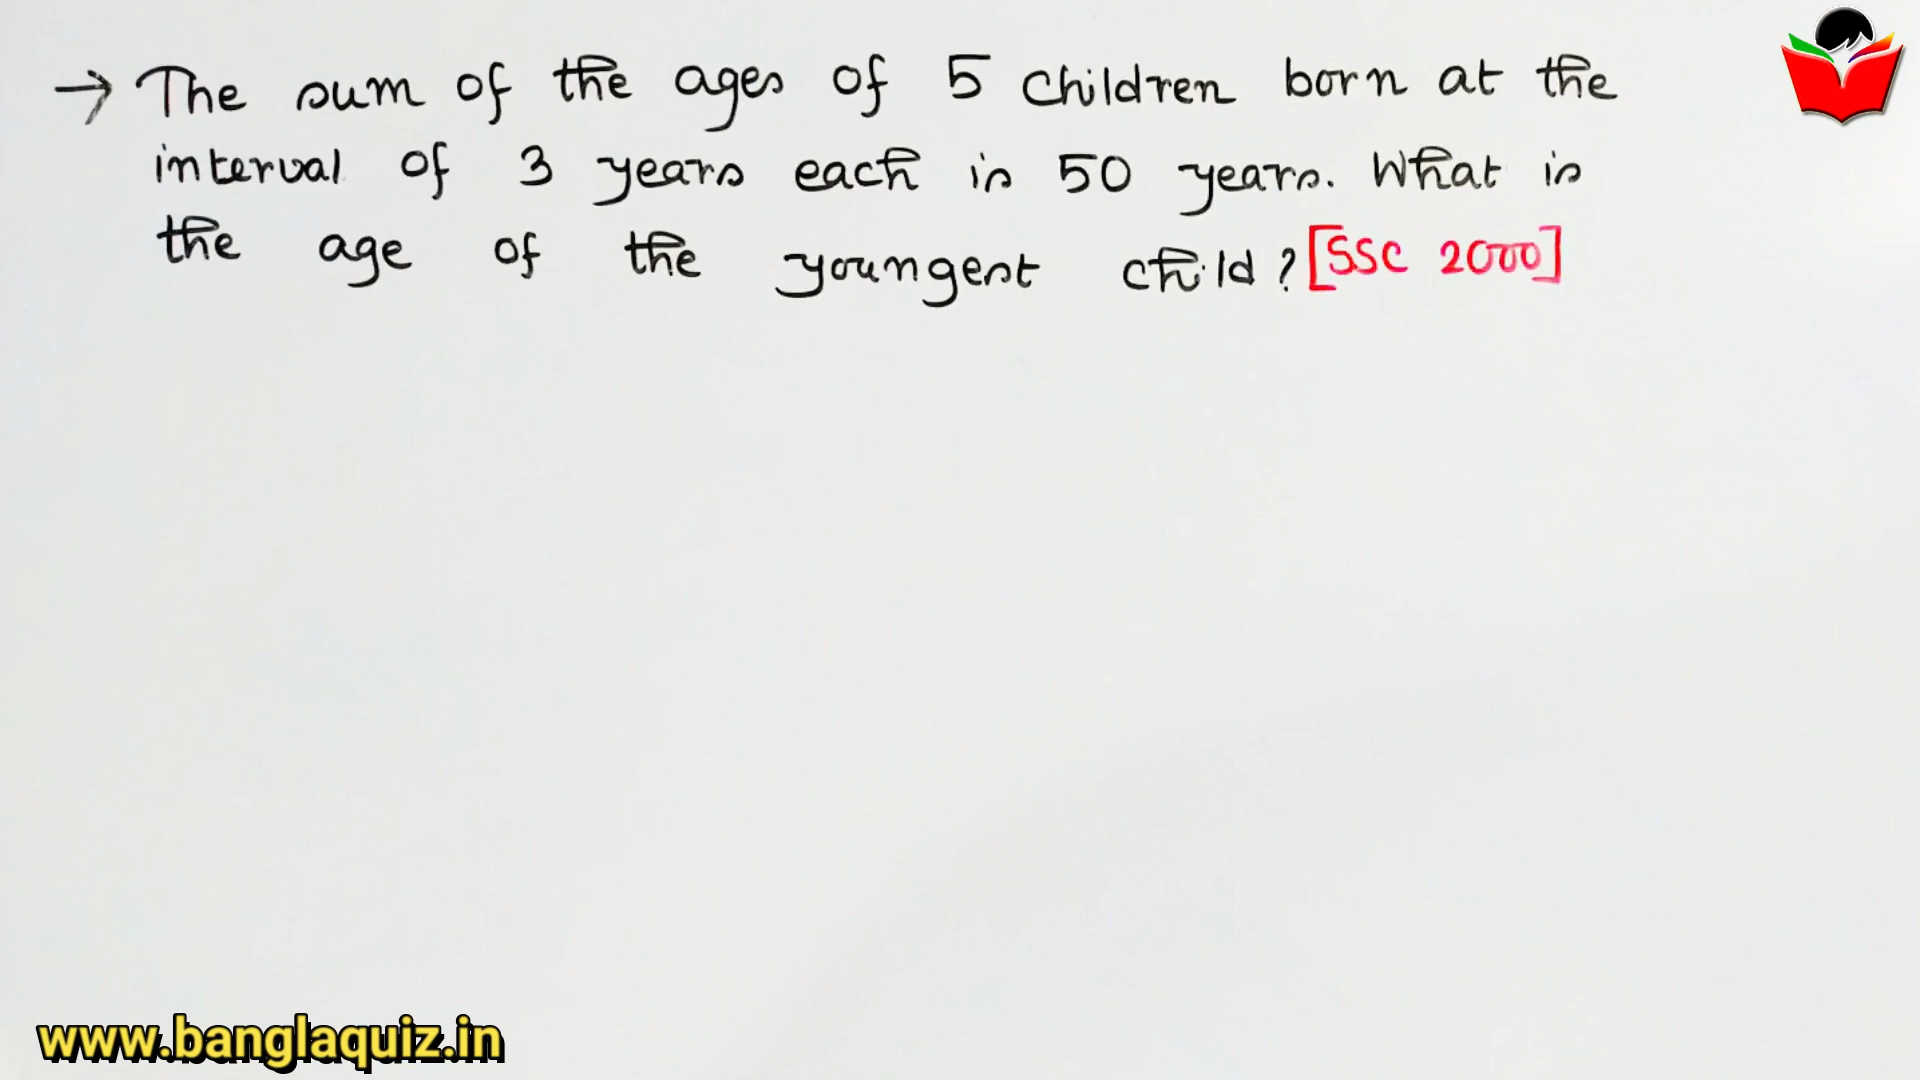 → The sum of the ages of 5 children born at the
interval of 3 years each is 50 years. What is
the age of the youngest child? [SSC 2000]
www.banglaquiz.in